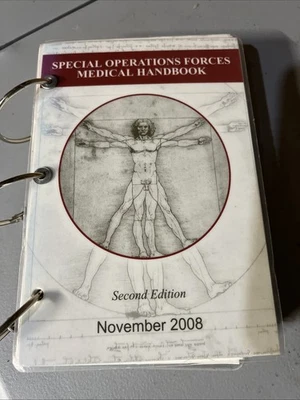 SPECIAL OPERATIONS FORCES
MEDICAL HANDBOOK
Second Edition
November 2008